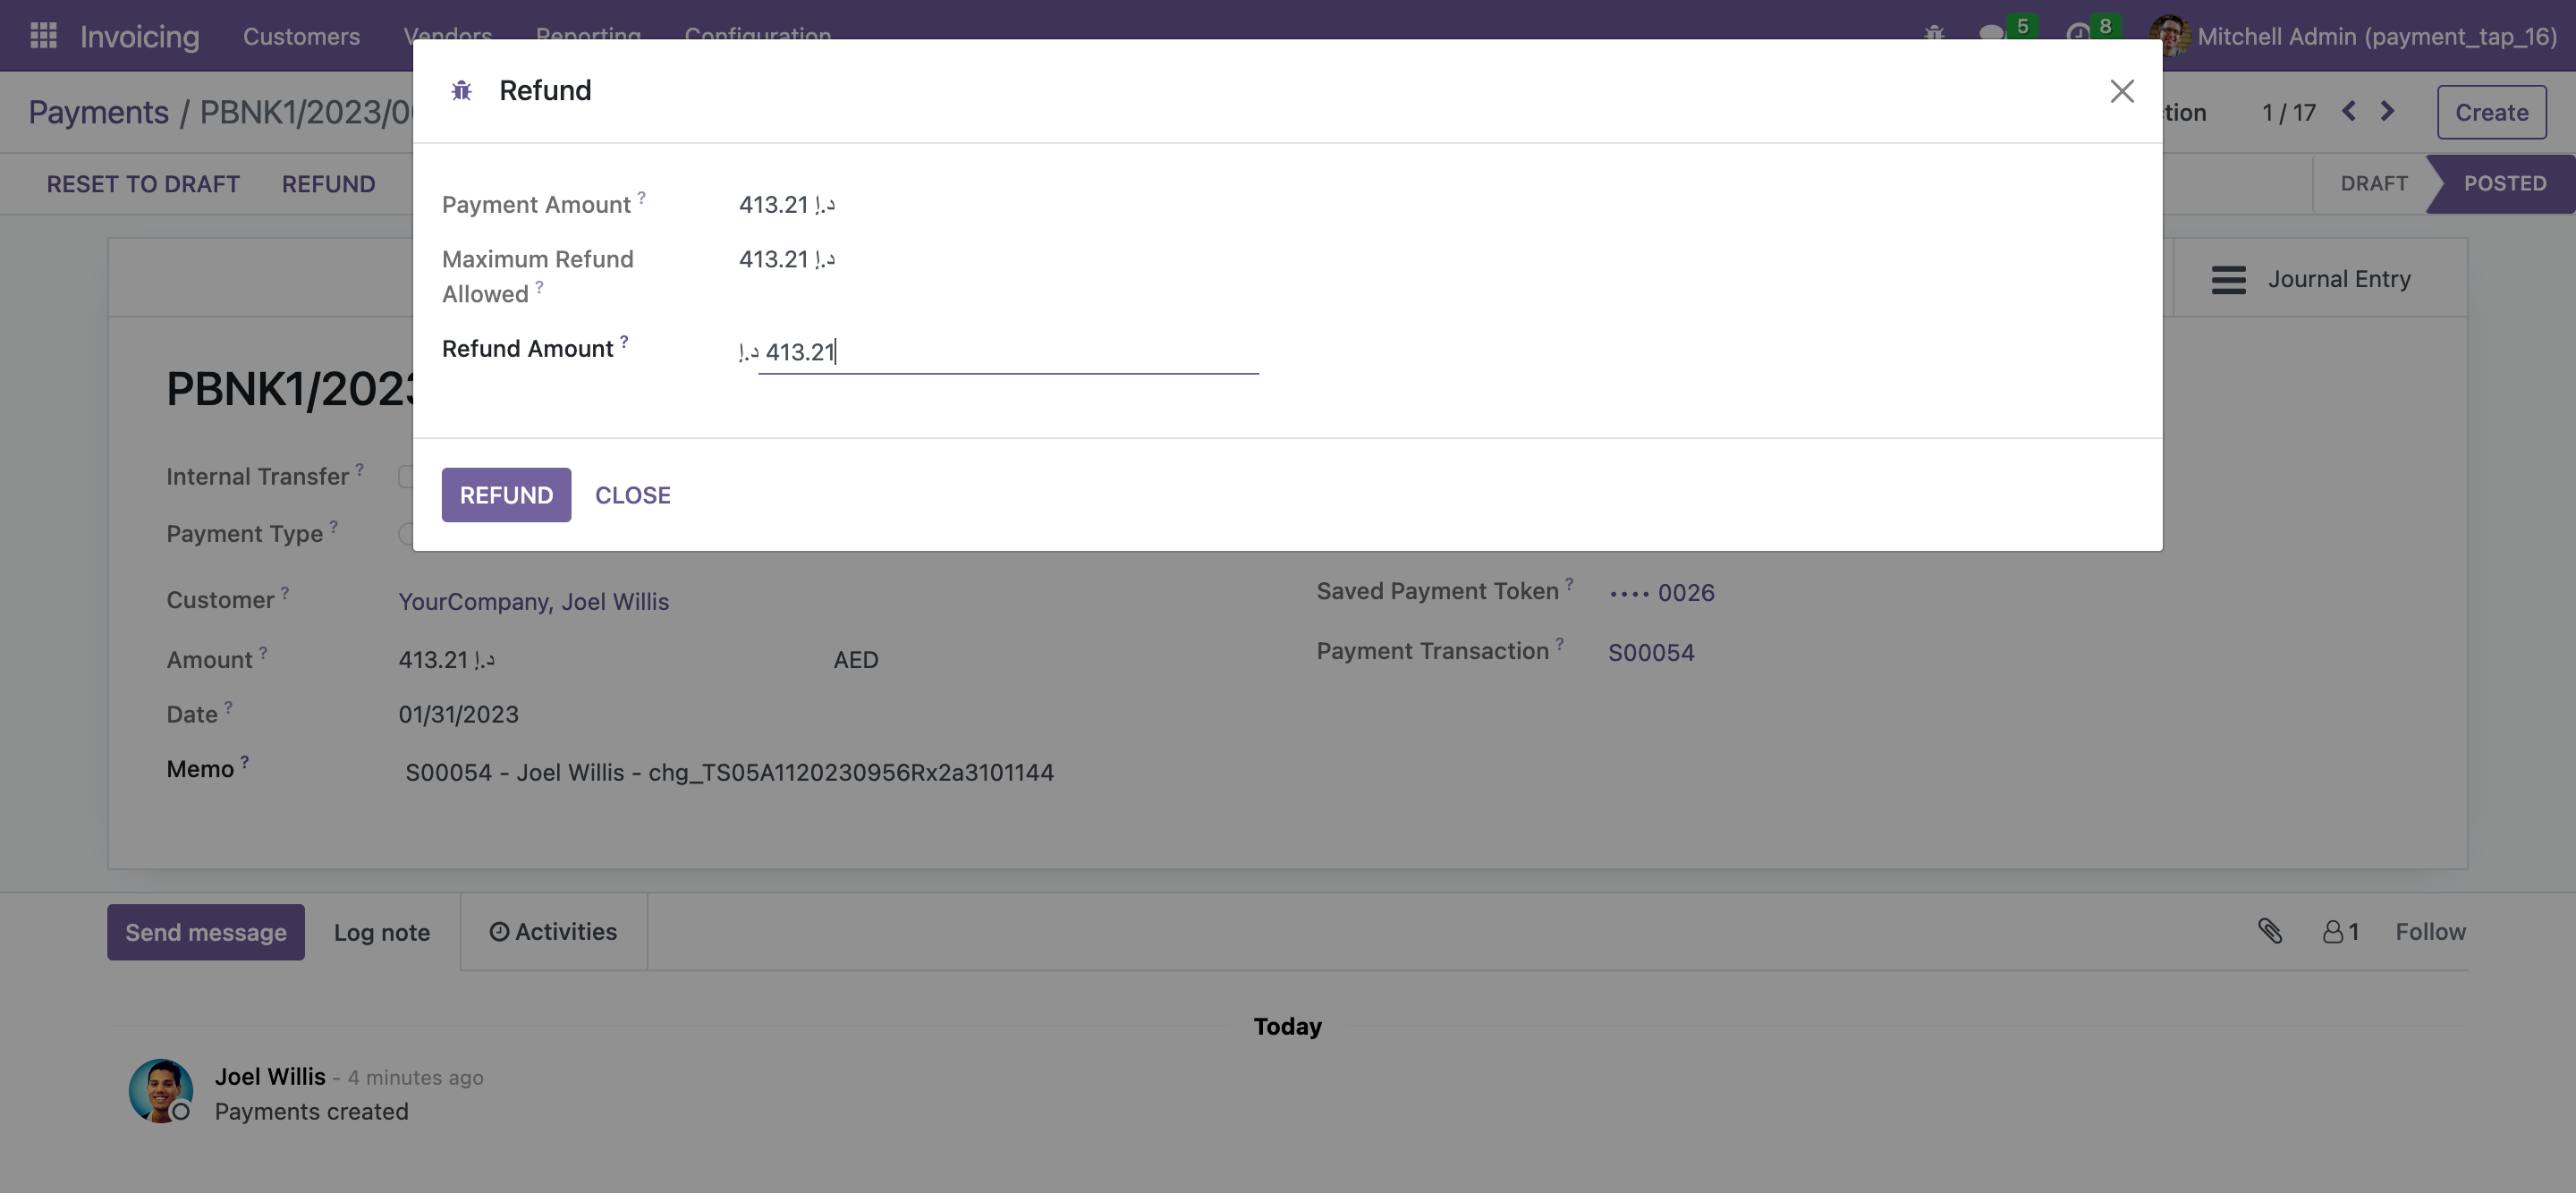 Invoicing Customers Vendors Reporting Configuration 5 8 Mitchell Admin (payment_tap_16)
Payments / PBNK1/2023/0 1 / 17 Create
RESET TO DRAFT REFUND DRAFT POSTED
Refund
Payment Amount ? 413.21 د.إ
Maximum Refund Allowed ? 413.21 د.إ
Refund Amount ? د.إ 413.21
REFUND CLOSE
Journal Entry
PBNK1/2023
Internal Transfer ?
Payment Type ?
Customer ? YourCompany, Joel Willis
Amount ? 413.21 د.إ AED
Date ? 01/31/2023
Memo ? S00054 - Joel Willis - chg_TS05A1120230956Rx2a3101144
Saved Payment Token ? •••• 0026
Payment Transaction ? S00054
Send message Log note Activities 1 Follow
Today
Joel Willis - 4 minutes ago
Payments created